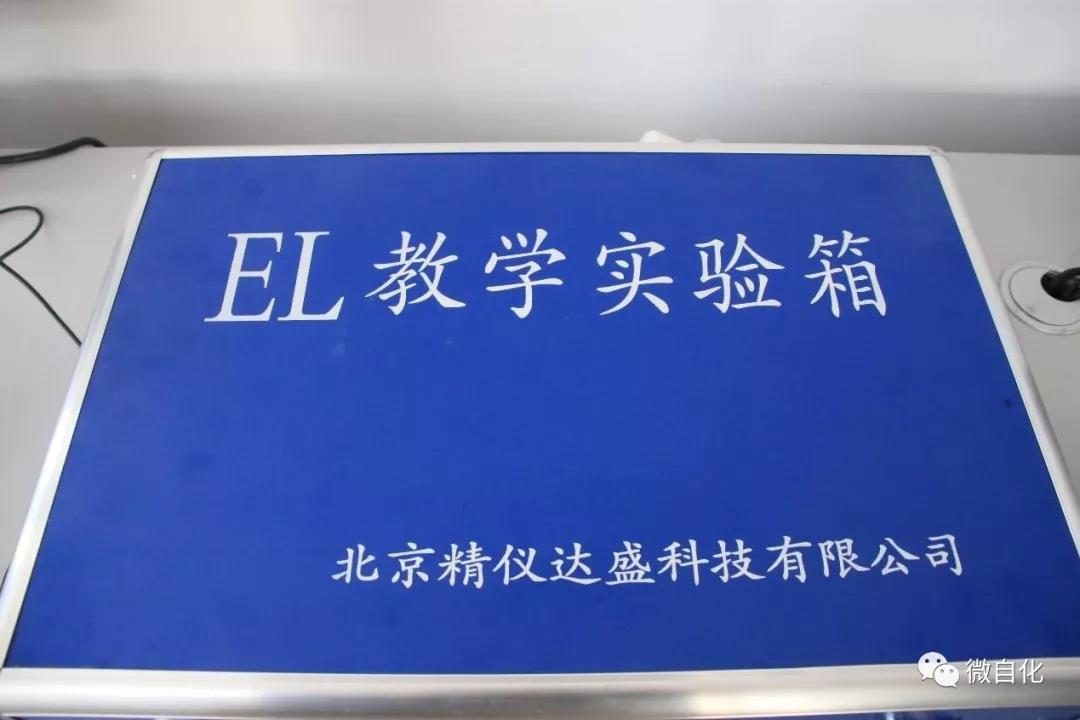 EL教学实验箱
北京精仪达盛科技有限公司
微自化